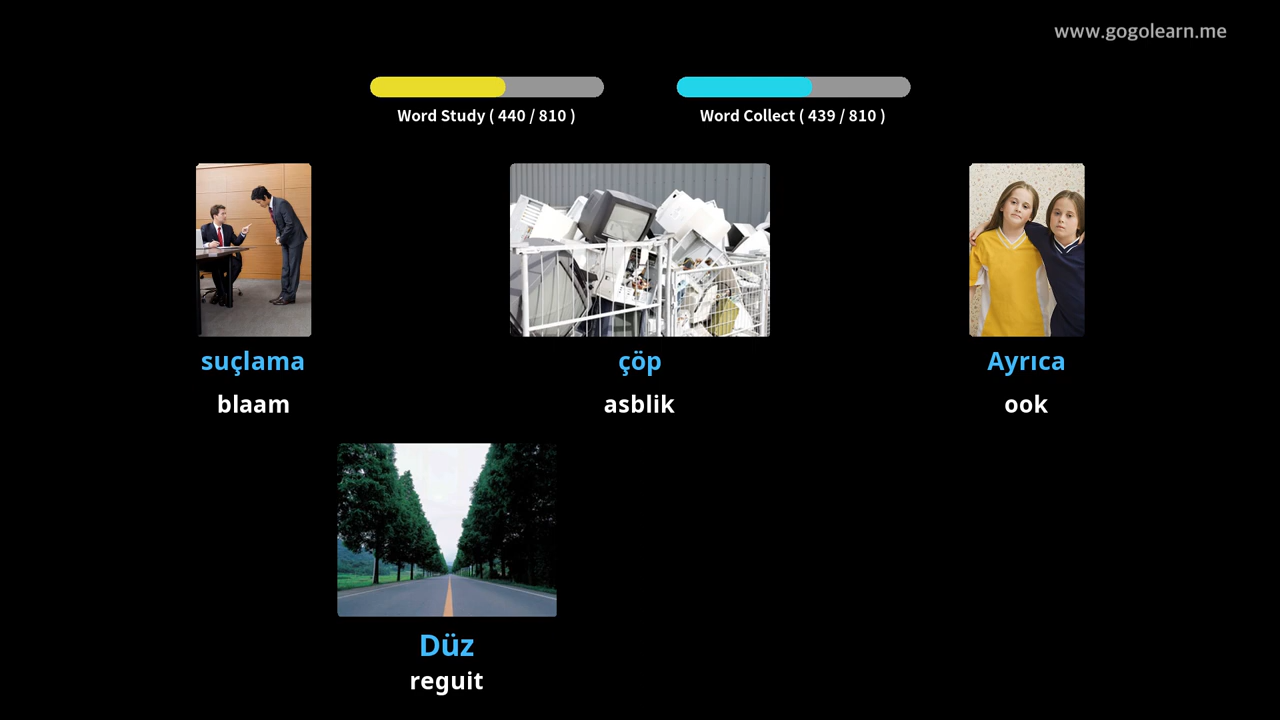 www.gogolearn.me
Word Study ( 440 / 810 )
Word Collect ( 439 / 810 )
suçlama
blaam
çöp
asblik
Ayrıca
ook
Düz
reguit